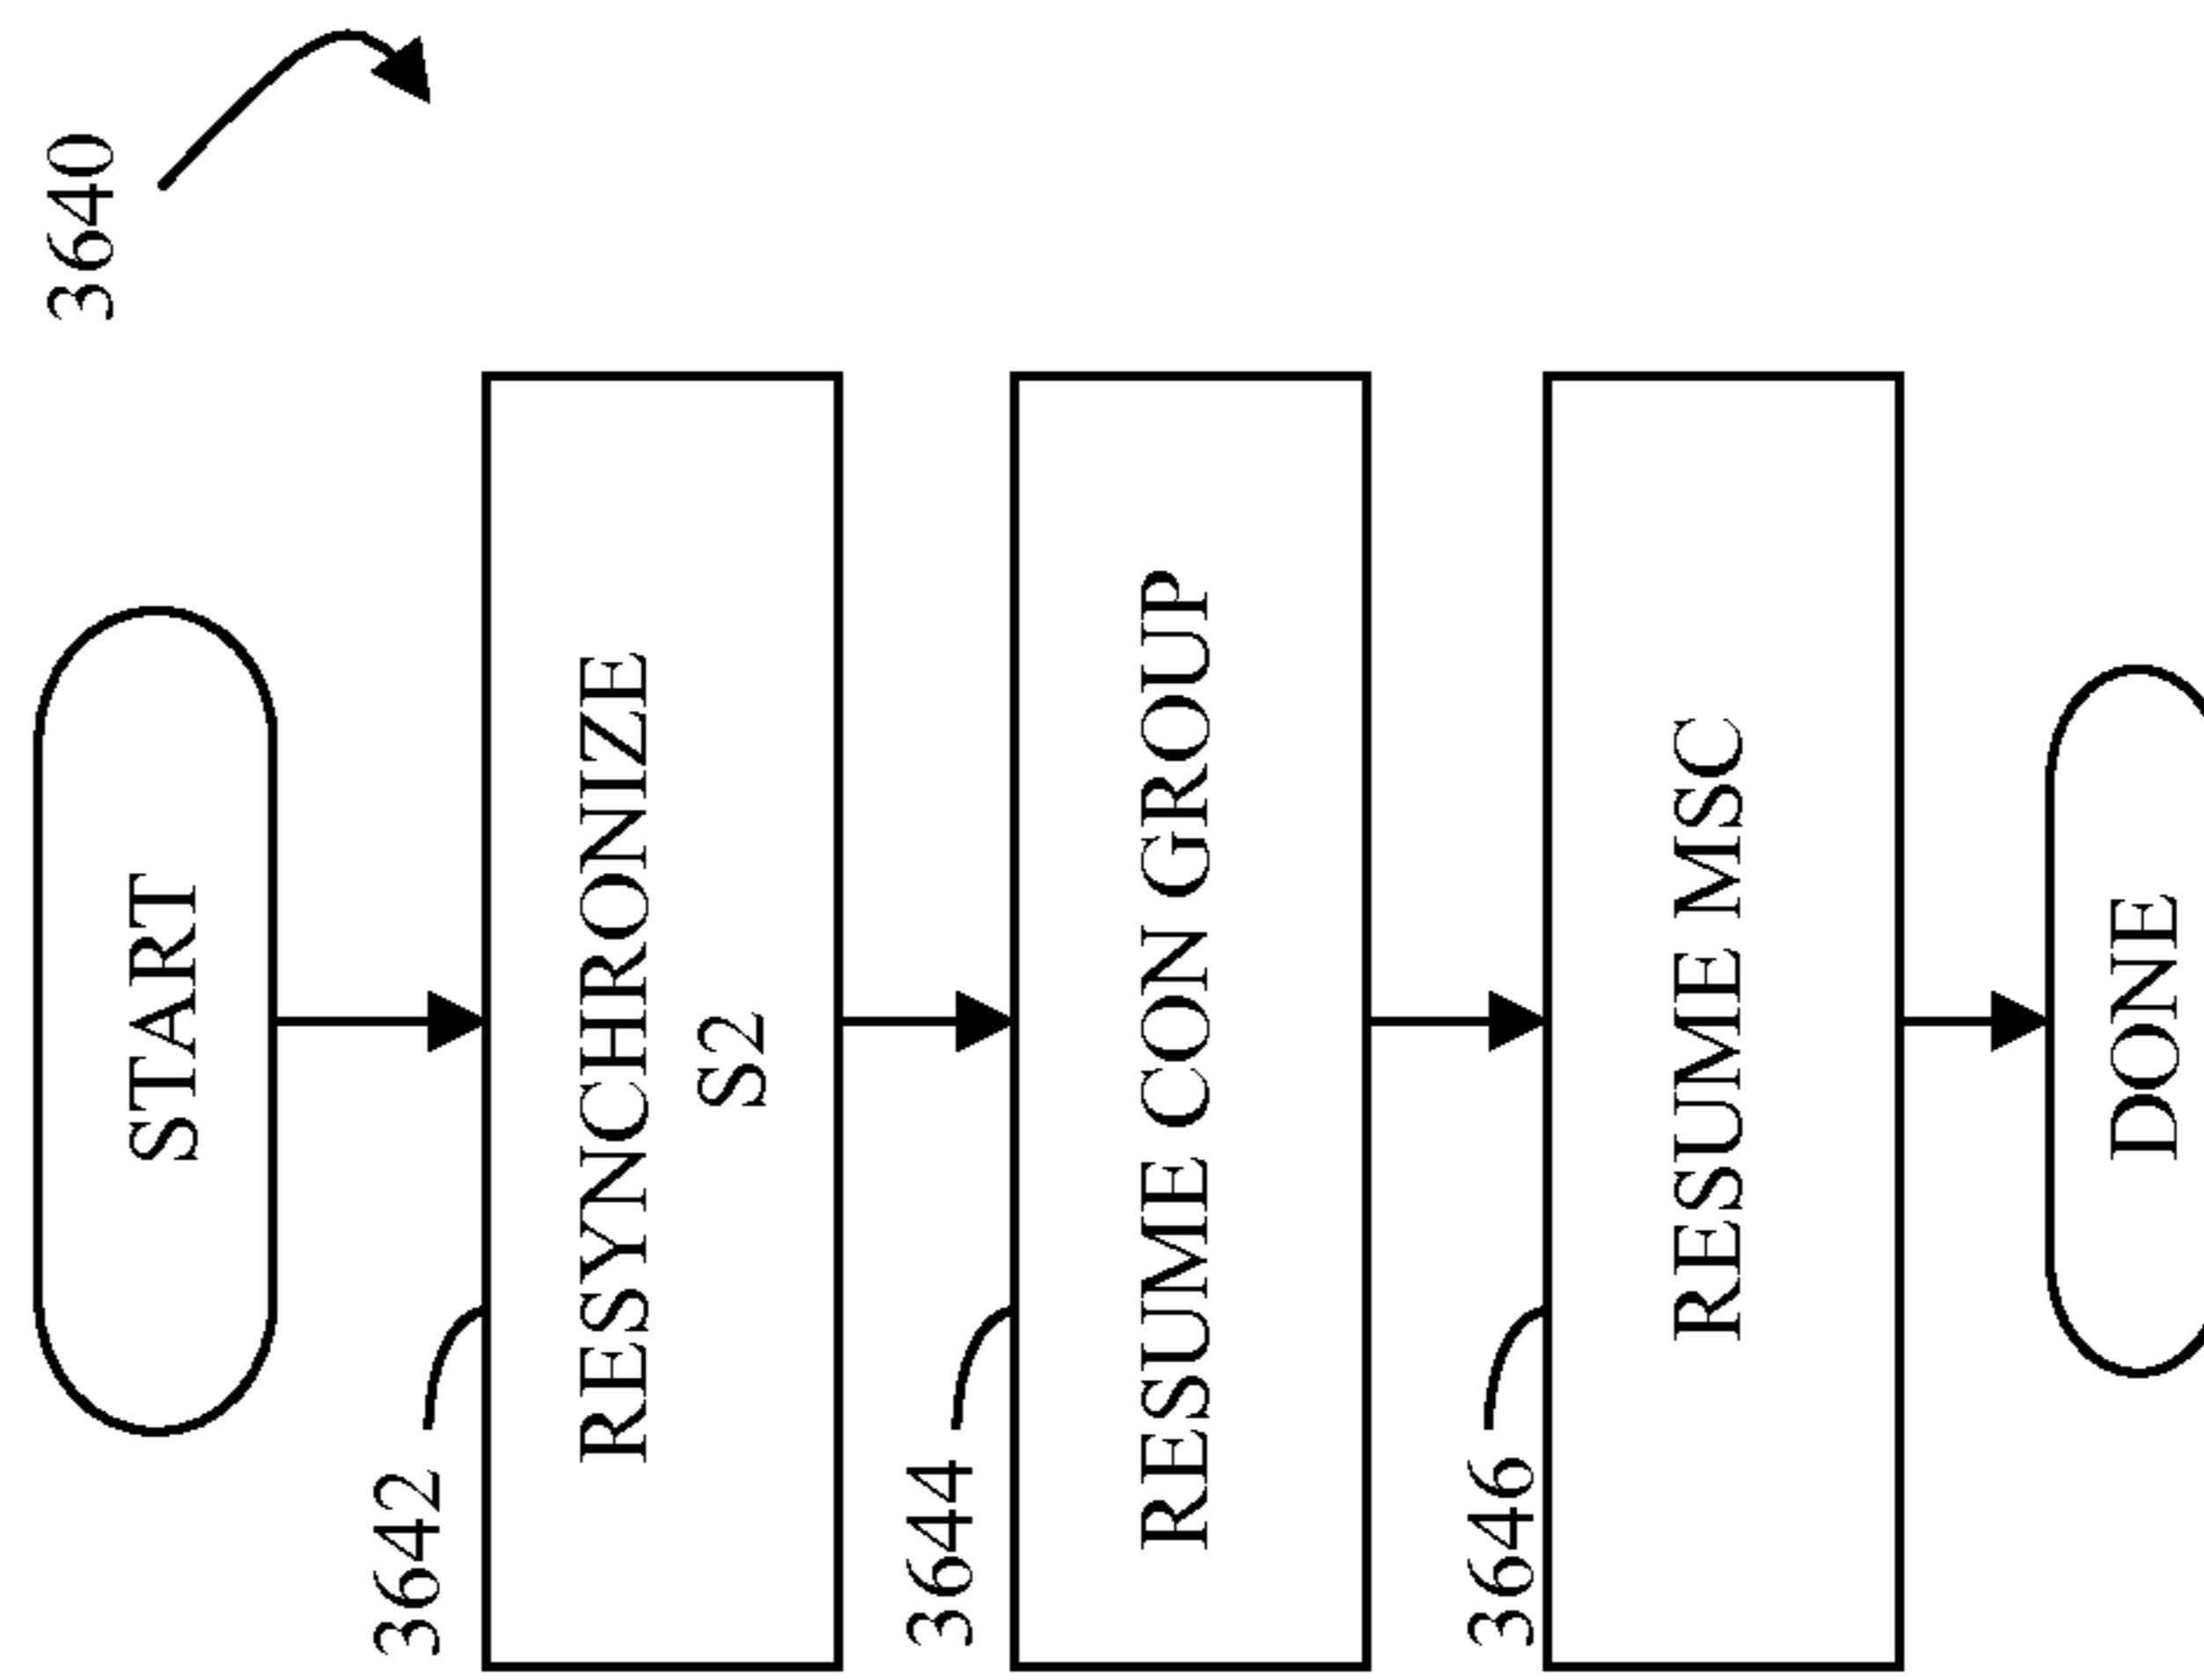 3640
START
3642
RESYNCHRONIZE
S2
3644
RESUME CON GROUP
3646
RESUME MSC
DONE